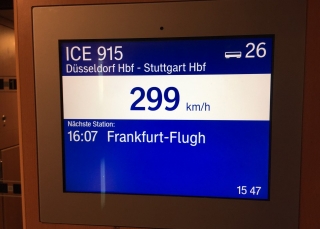 ICE 915
26
Düsseldorf Hbf - Stuttgart Hbf
299 km/h
Nächste Station:
16:07 Frankfurt-Flugh
15 47